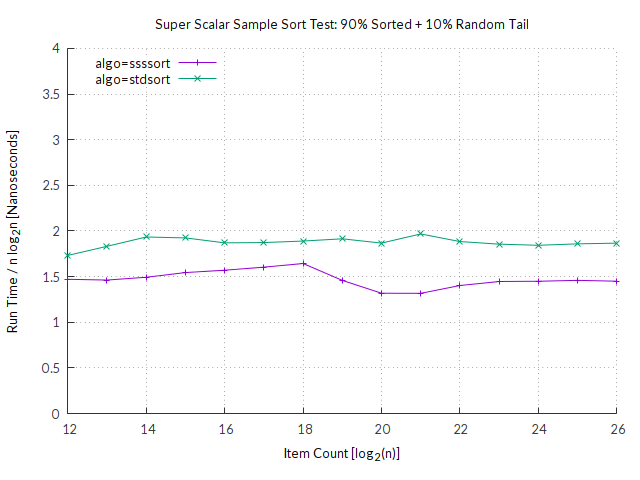 Super Scalar Sample Sort Test: 90% Sorted + 10% Random Tail
algo=ssssort
algo=stdsort
4
3.5
3
2.5
2
1.5
1
0.5
0
Run Time / n log2n [Nanoseconds]
12 14 16 18 20 22 24 26
Item Count [log2(n)]